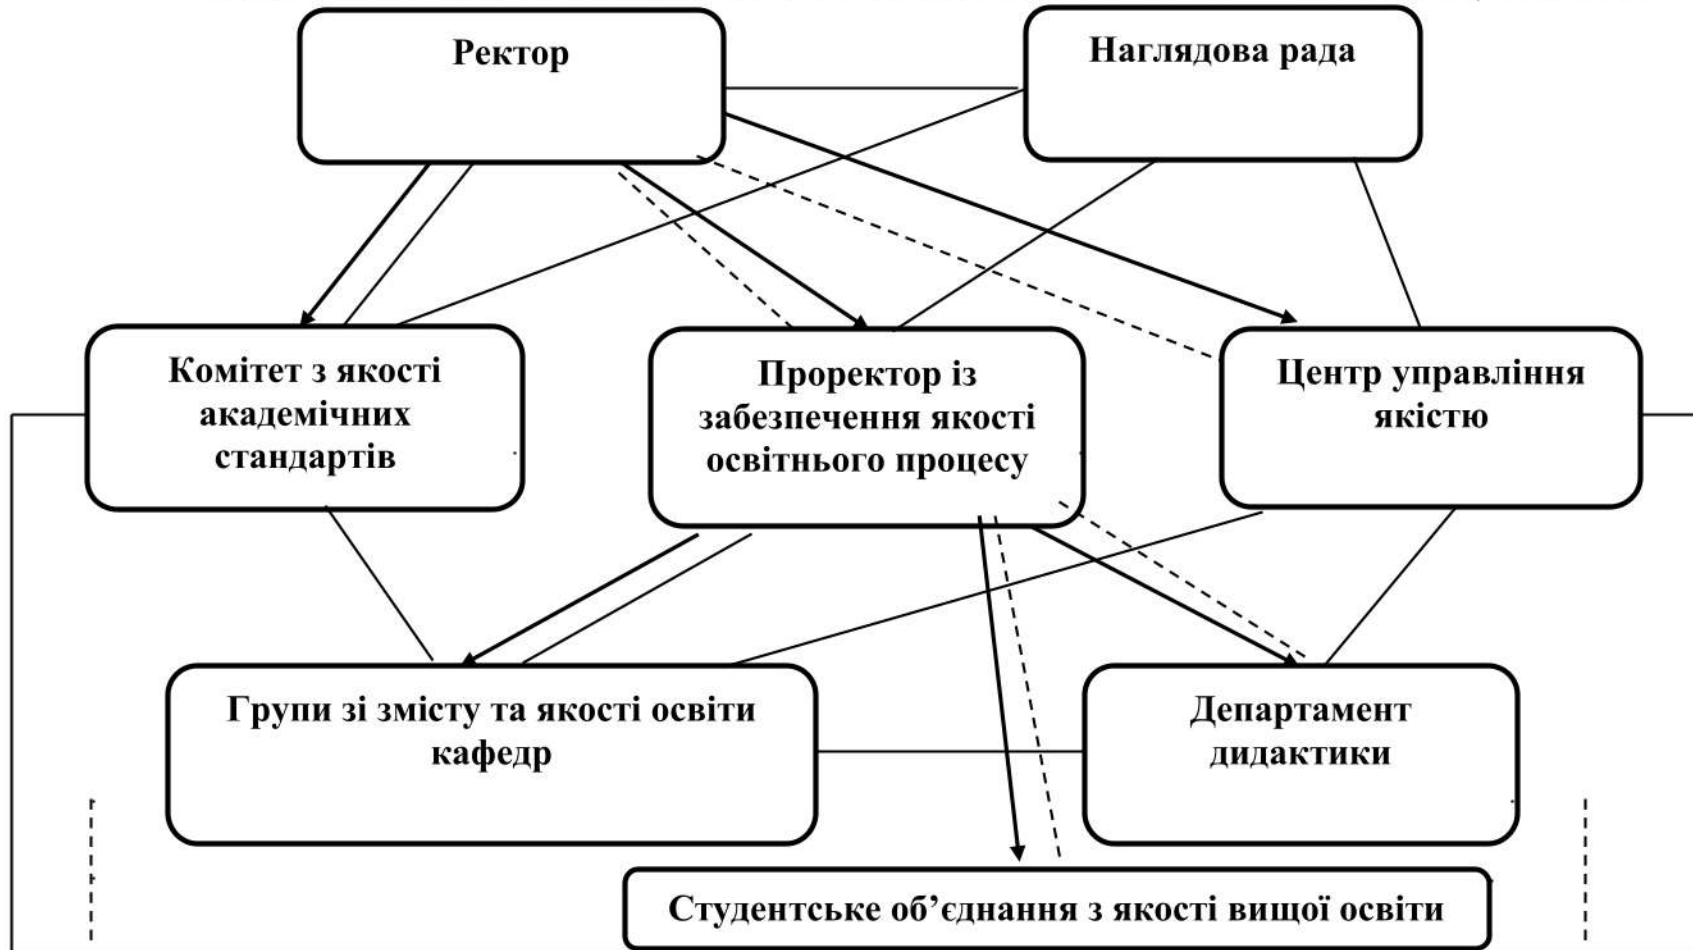 Ректор
Наглядова рада
Комітет з якості
академічних
стандартів
Проректор із
забезпечення якості
освітнього процесу
Центр управління
якістю
Групи зі змісту та якості освіти
кафедр
Департамент
дидактики
Студентське об’єднання з якості вищої освіти